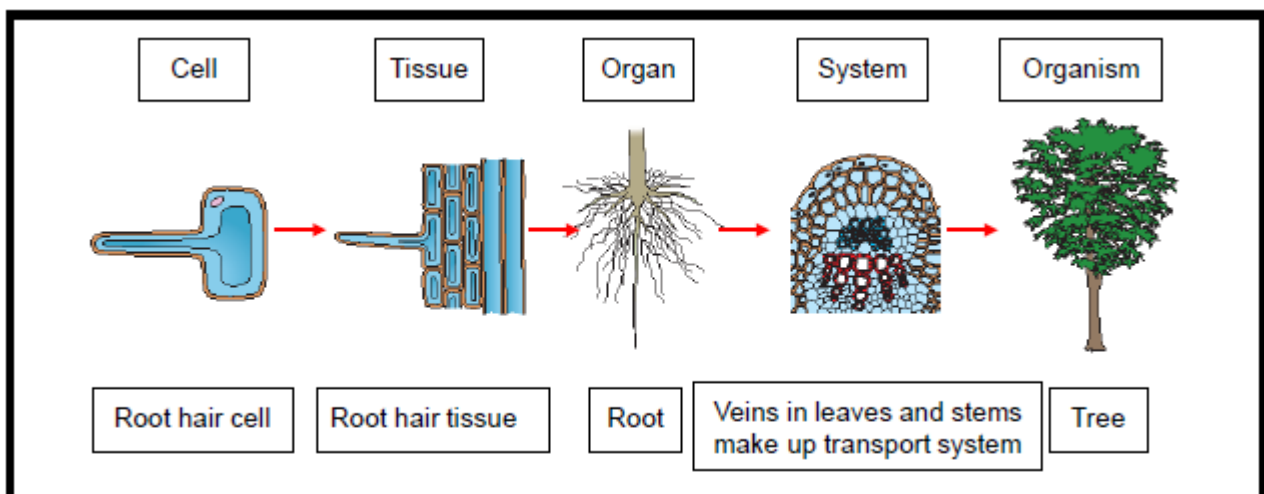 Cell
Tissue
Organ
System
Organism
Root hair cell
Root hair tissue
Root
Veins in leaves and stems
make up transport system
Tree